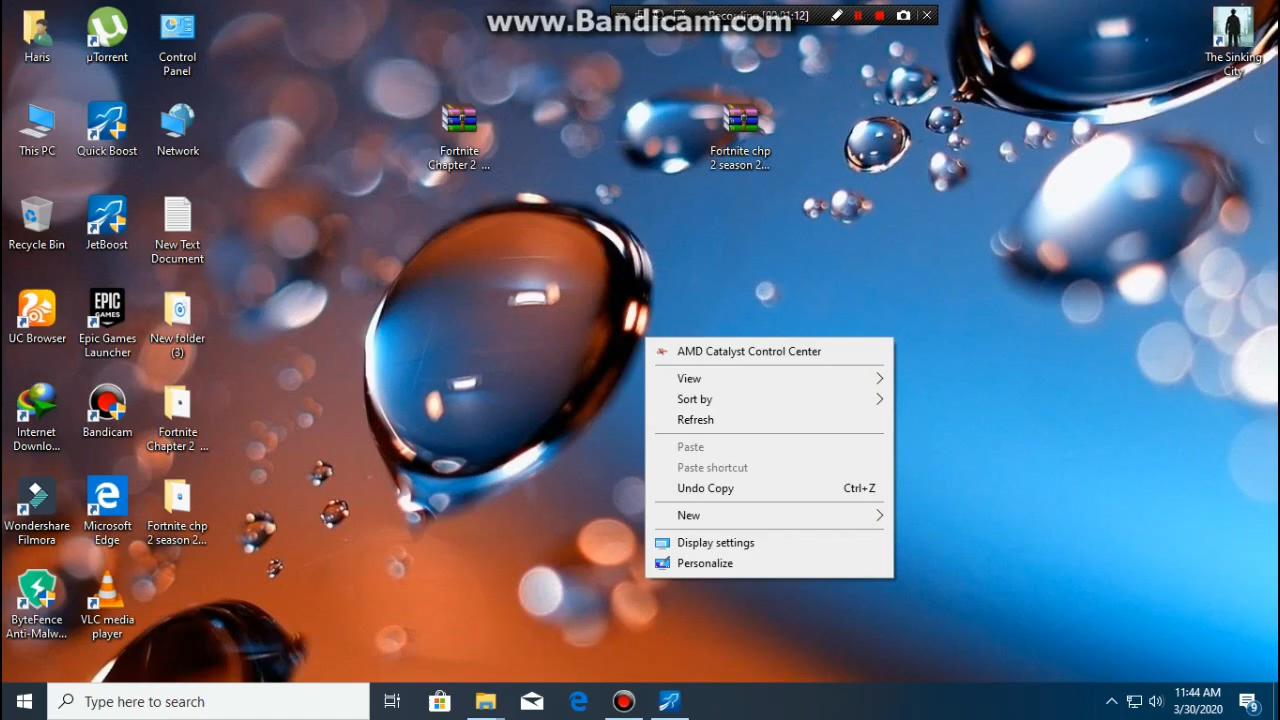 www.Bandicam.com
Recording [00:01:12]
Haris
µTorrent
Control
Panel
The Sinking
City
This PC
Quick Boost
Network
Fortnite
Chapter 2 ...
Fortnite chp
2 season 2...
Recycle Bin
JetBoost
New Text
Document
EPIC
GAMES
UC Browser
Epic Games
Launcher
New folder
(3)
Internet
Downlo...
Bandicam
Fortnite
Chapter 2 ...
Wondershare
Filmora
Microsoft
Edge
Fortnite chp
2 season 2...
ByteFence
Anti-Malw...
VLC media
player
AMD Catalyst Control Center
View
Sort by
Refresh
Paste
Paste shortcut
Undo Copy Ctrl+Z
New
Display settings
Personalize
Type here to search
11:44 AM
3/30/2020
9